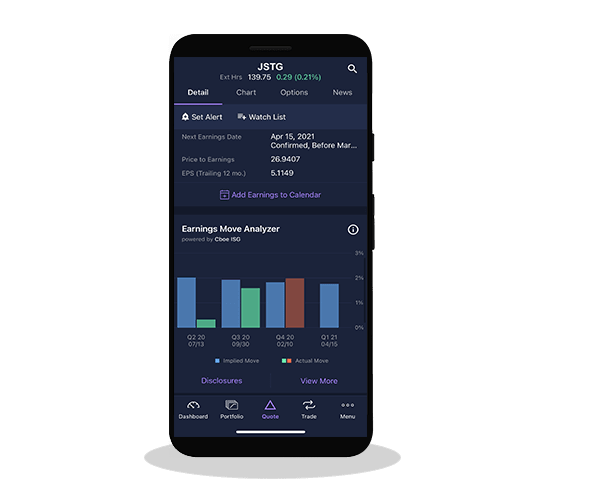 JSTG
Ext Hrs 139.75 0.29 (0.21%)
Detail Chart Options News
Set Alert Watch List
Next Earnings Date Apr 15, 2021
Confirmed, Before Mar...
Price to Earnings 26.9407
EPS (Trailing 12 mo.) 5.1149
Add Earnings to Calendar
Earnings Move Analyzer
powered by Cboe ISG
3%
2%
1%
0%
Q2 20 Q3 20 Q4 20 Q1 21
07/13 09/30 02/10 04/15
Implied Move Actual Move
Disclosures View More
Dashboard Portfolio Quote Trade Menu